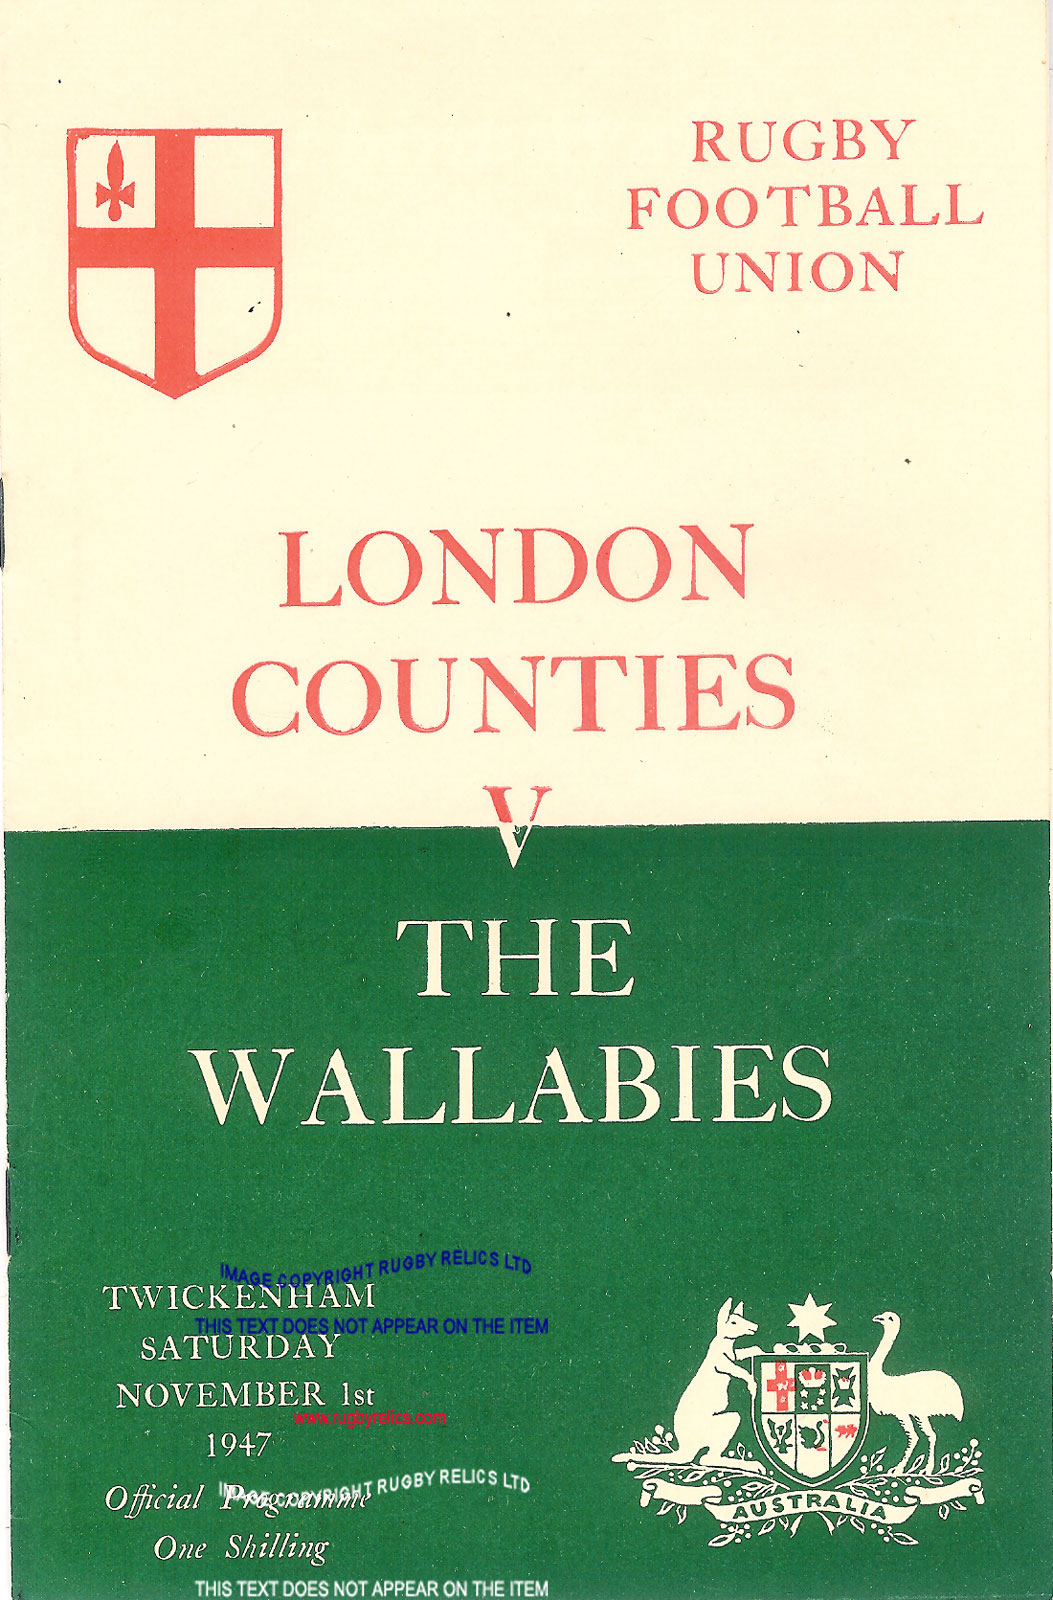 RUGBY
FOOTBALL
UNION
LONDON
COUNTIES
V
THE
WALLABIES
IMAGE COPYRIGHT RUGBY RELICS LTD
TWICKENHAM
THIS TEXT DOES NOT APPEAR ON THE ITEM
SATURDAY
NOVEMBER 1st
www.rugbyrelics.com
1947
IMAGE COPYRIGHT RUGBY RELICS LTD
Official Programme
One Shilling
THIS TEXT DOES NOT APPEAR ON THE ITEM
AUSTRALIA